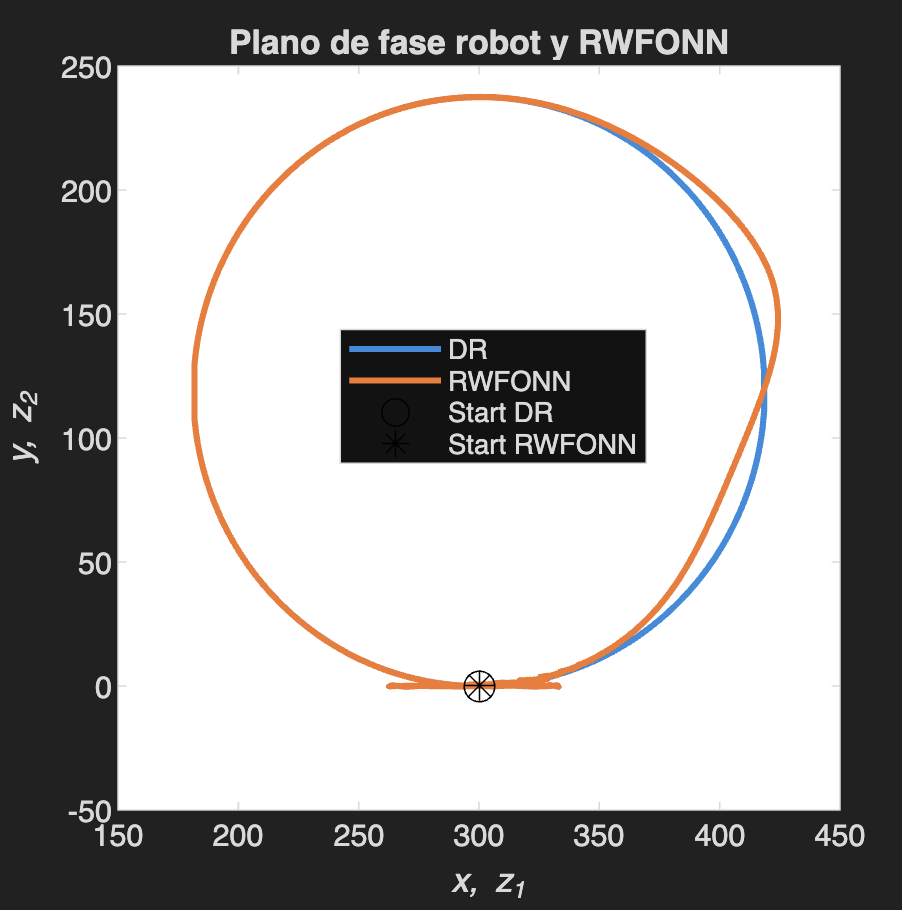 Plano de fase robot y RWFONN
250
200
150
100
50
0
-50
y, z2
DR
RWFONN
Start DR
Start RWFONN
150 200 250 300 350 400 450
x, z1